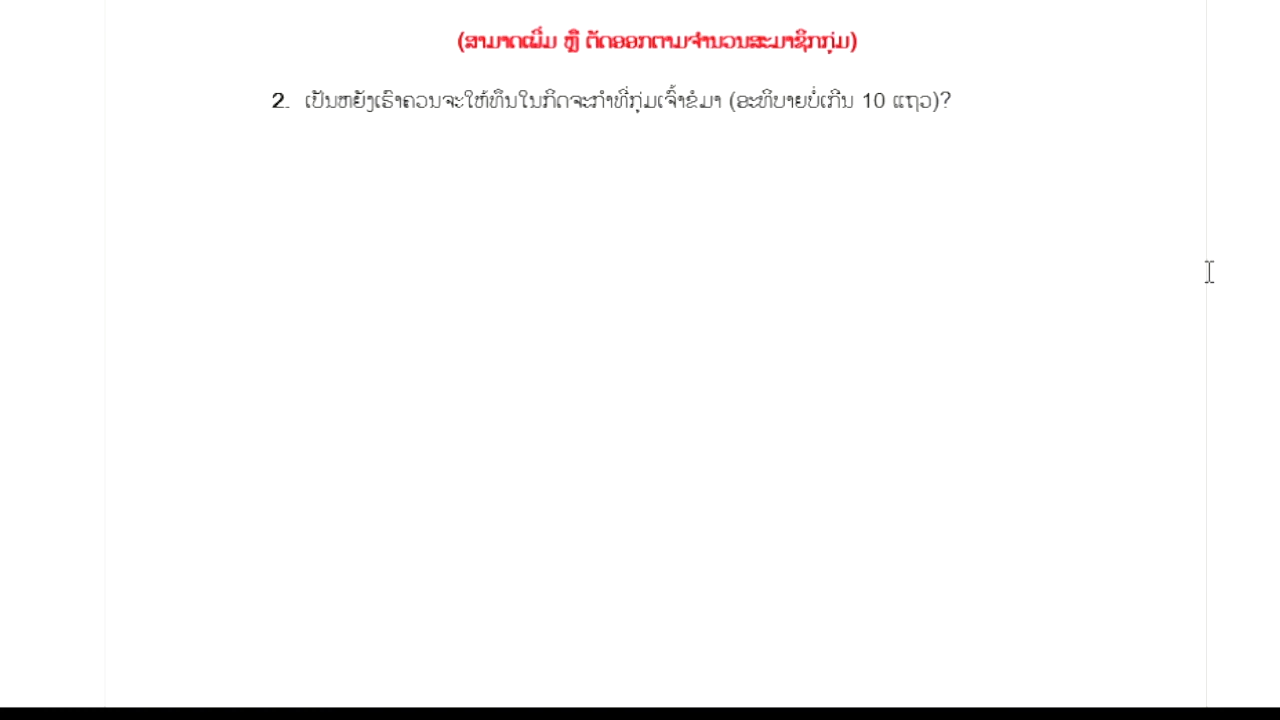 (ສາມາດເພີ່ມ ຫຼື ຕັດອອກຕາມຈຳນວນສະມາຊິກກຸ່ມ)
2. ເປັນຫຍັງເຮົາຄວນຈະໃຫ້ທຶນໃນກິດຈະກຳທີ່ກຸ່ມເຈົ້າຂໍມາ (ອະທິບາຍບໍ່ເກີນ 10 ແຖວ)?